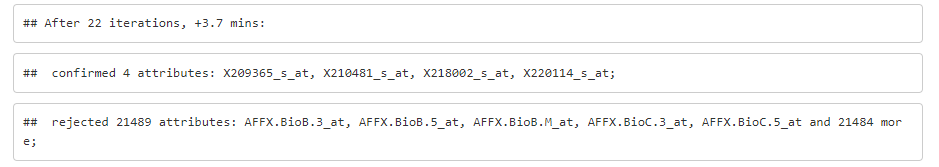 ## After 22 iterations, +3.7 mins:
##  confirmed 4 attributes: X209365_s_at, X210481_s_at, X218002_s_at, X220114_s_at;
##  rejected 21489 attributes: AFFX.BioB.3_at, AFFX.BioB.5_at, AFFX.BioB.M_at, AFFX.BioC.3_at, AFFX.BioC.5_at and 21484 mor
e;